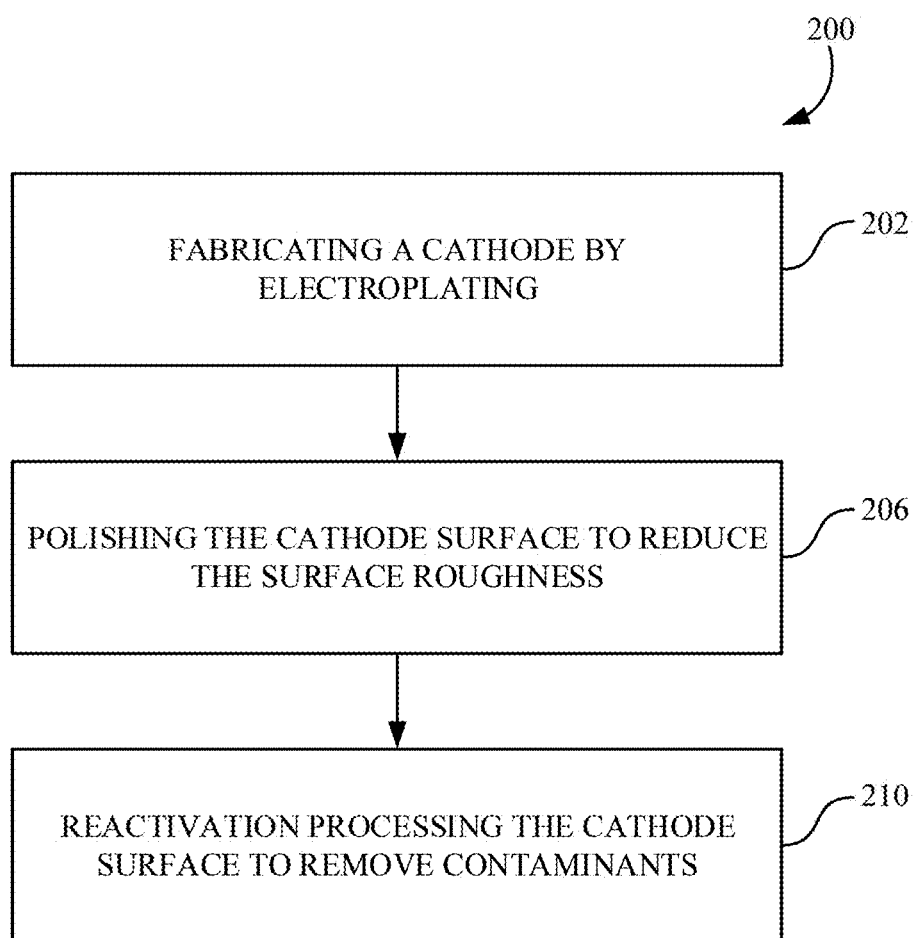 200
FABRICATING A CATHODE BY
ELECTROPLATING
202
POLISHING THE CATHODE SURFACE TO REDUCE
THE SURFACE ROUGHNESS
206
REACTIVATION PROCESSING THE CATHODE
SURFACE TO REMOVE CONTAMINANTS
210